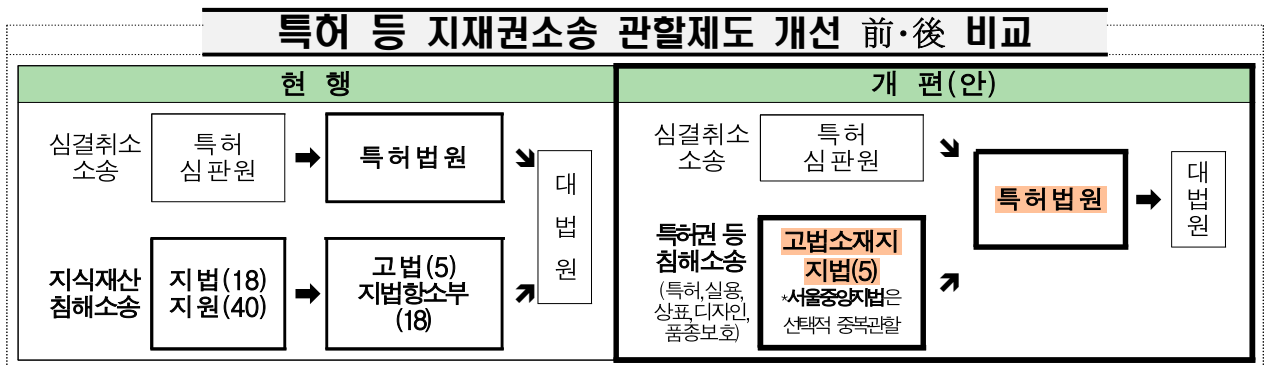 특허 등 지재권소송 관할제도 개선 前·後 비교
현 행
심결취소
소송
특허
심판원
➡
특허법원
➘
대
법
원
지식재산
침해소송
지법(18)
지원(40)
➡
고법(5)
지법항소부
(18)
➚
개 편(안)
심결취소
소송
특허
심판원
➘
특허법원
➡
대
법
원
특허권 등
침해소송
(특허,실용,
상표,디자인,
품종보호)
고법소재지
지법(5)
*서울중앙지법은
선택적 중복관할
➚